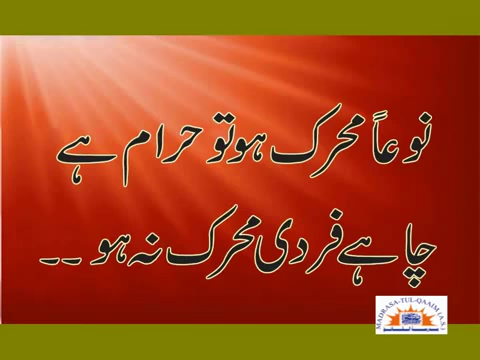 نوعاً محرک ہو تو حرام ہے
چاہے فردی محرک نہ ہو ۔۔
MADRASA-TUL-QAAIM (A.S.)